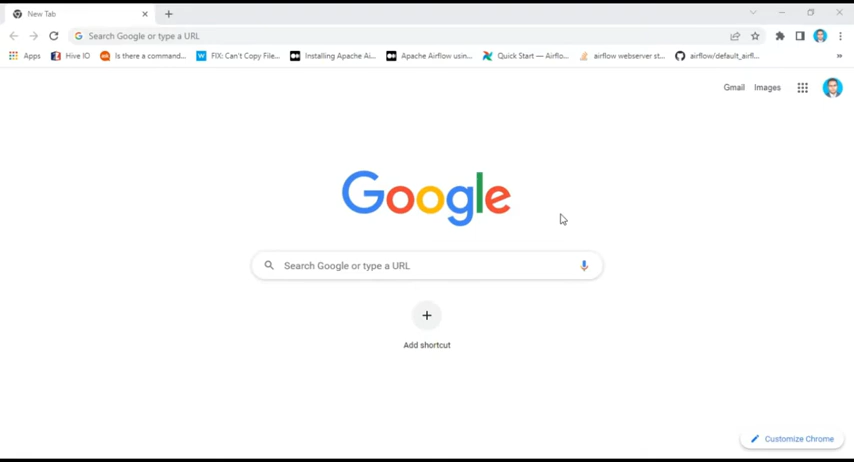 New Tab
Search Google or type a URL
Apps
Hive IO
Is there a command...
FIX: Can't Copy File...
Installing Apache Ai...
Apache Airflow usin...
Quick Start — Airflo...
airflow webserver st...
airflow/default_airfl...
Gmail
Images
Google
Search Google or type a URL
Add shortcut
Customize Chrome